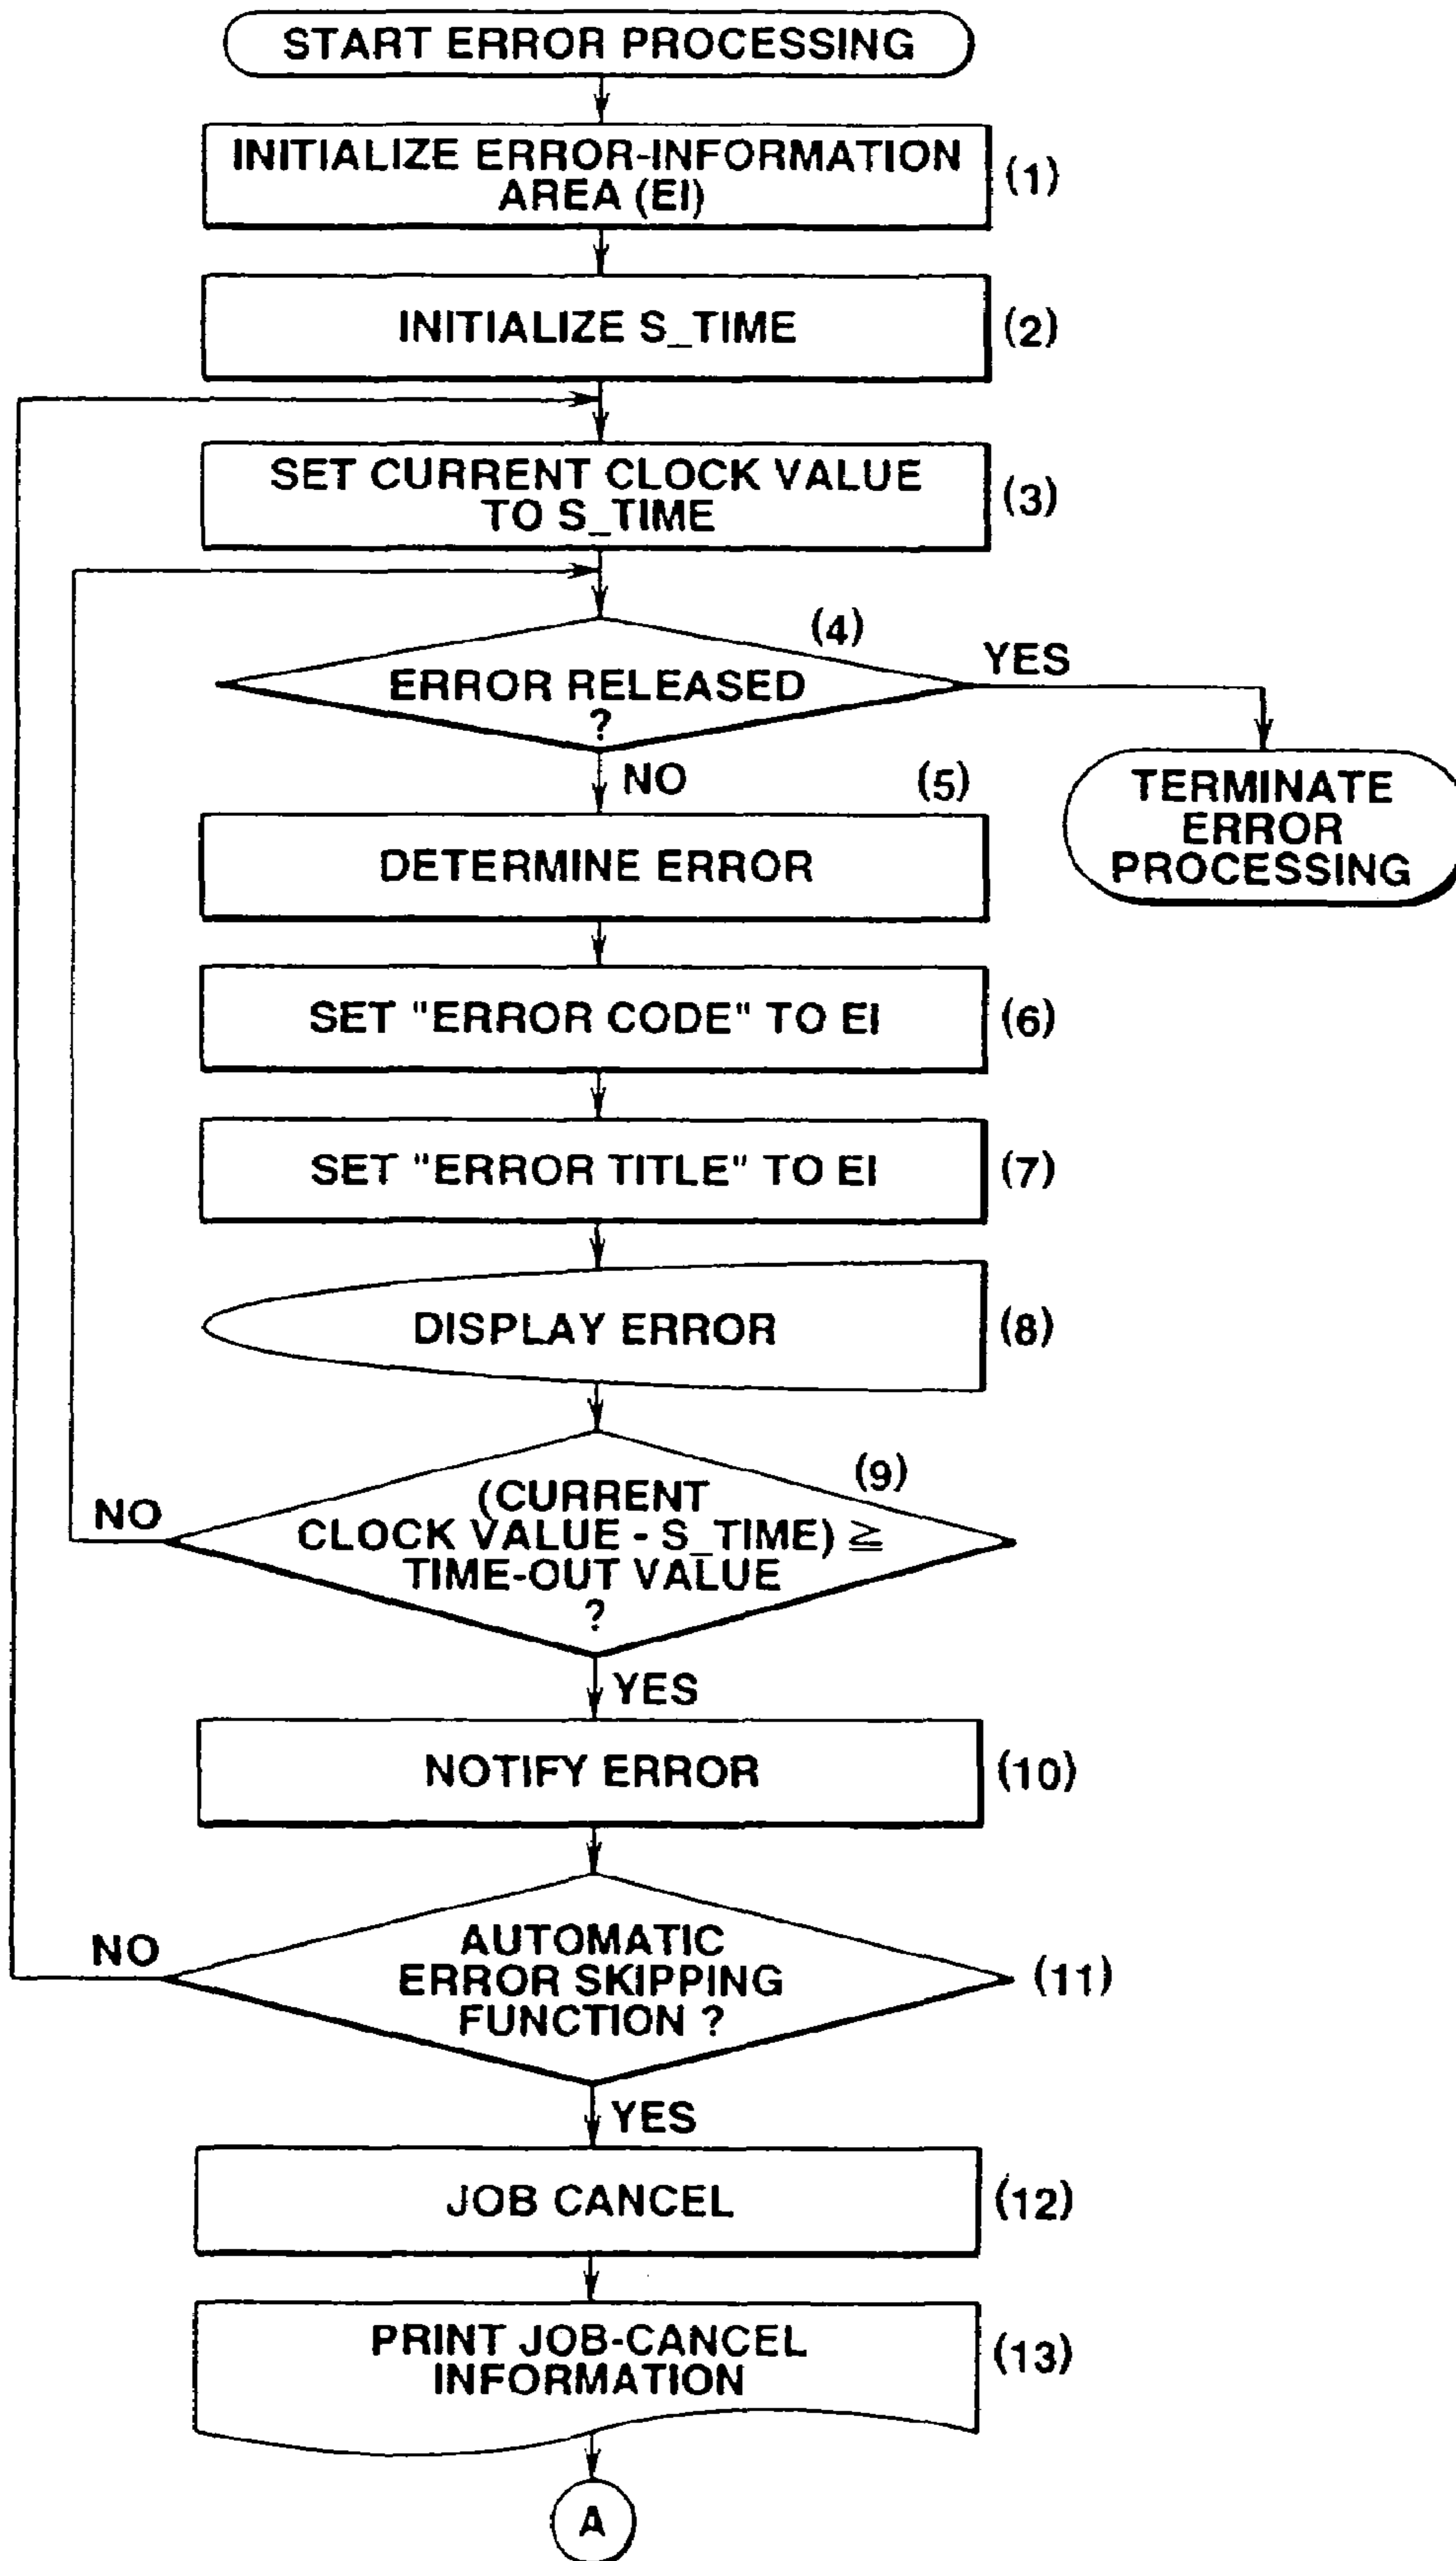 START ERROR PROCESSING
INITIALIZE ERROR-INFORMATION
AREA (EI)
(1)
INITIALIZE S_TIME
(2)
SET CURRENT CLOCK VALUE
TO S_TIME
(3)
(4)
ERROR RELEASED
?
YES
NO
TERMINATE
ERROR
PROCESSING
(5)
DETERMINE ERROR
SET "ERROR CODE" TO EI
(6)
SET "ERROR TITLE" TO EI
(7)
DISPLAY ERROR
(8)
(9)
(CURRENT
CLOCK VALUE - S_TIME) ≧
TIME-OUT VALUE
?
NO
YES
NOTIFY ERROR
(10)
AUTOMATIC
ERROR SKIPPING
FUNCTION ?
(11)
NO
YES
JOB CANCEL
(12)
PRINT JOB-CANCEL
INFORMATION
(13)
A